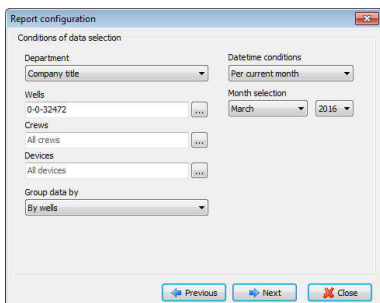 Report configuration
Conditions of data selection
Department
Company title
Wells
0-0-32472
...
Crews
All crews
...
Devices
All devices
...
Group data by
By wells
Datetime conditions
Per current month
Month selection
March
2016
Previous
Next
Close